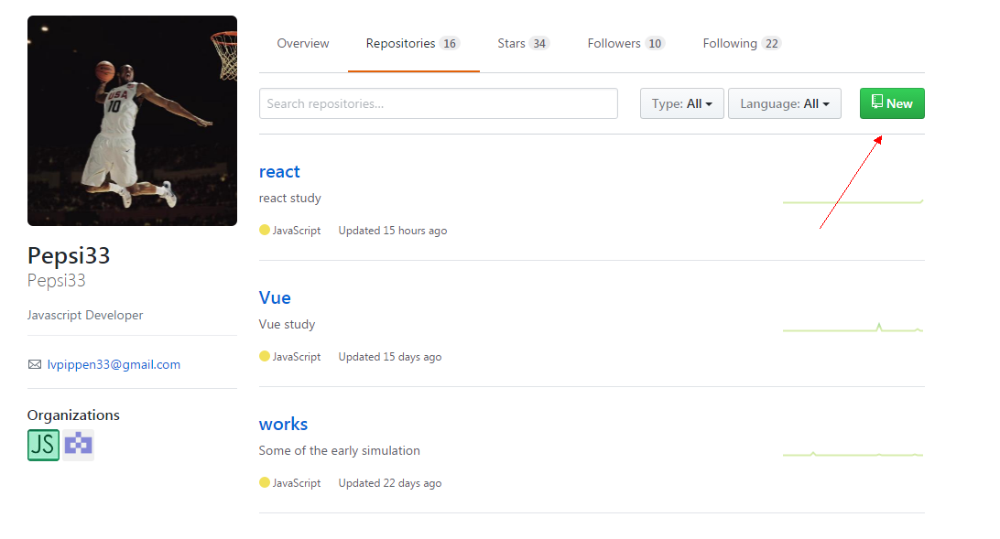 Overview Repositories 16 Stars 34 Followers 10 Following 22
Search repositories... Type: All Language: All New
USA
10
react
react study
JavaScript Updated 15 hours ago
Pepsi33
Pepsi33
Javascript Developer
lvpippen33@gmail.com
Organizations
JS
Vue
Vue study
JavaScript Updated 15 days ago
works
Some of the early simulation
JavaScript Updated 22 days ago